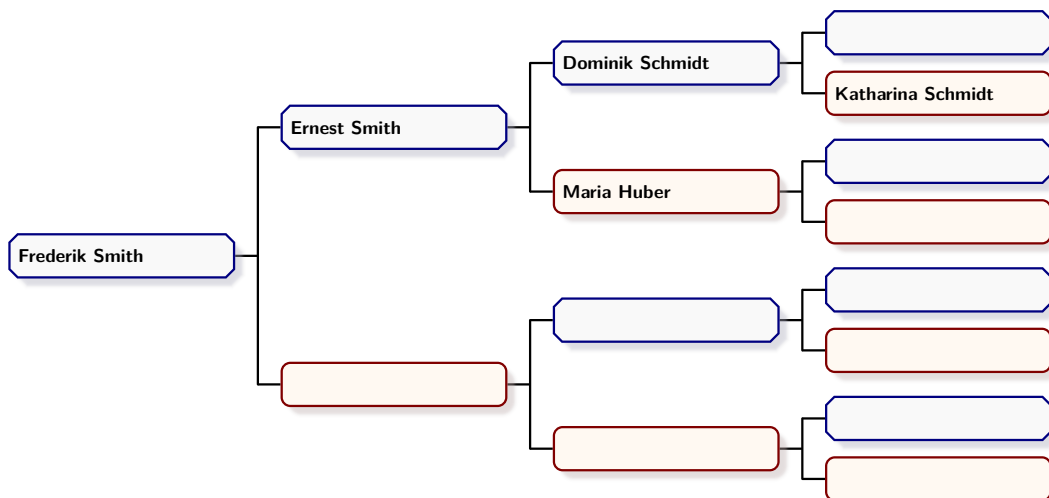 Dominik Schmidt
Katharina Schmidt
Ernest Smith
Maria Huber
Frederik Smith